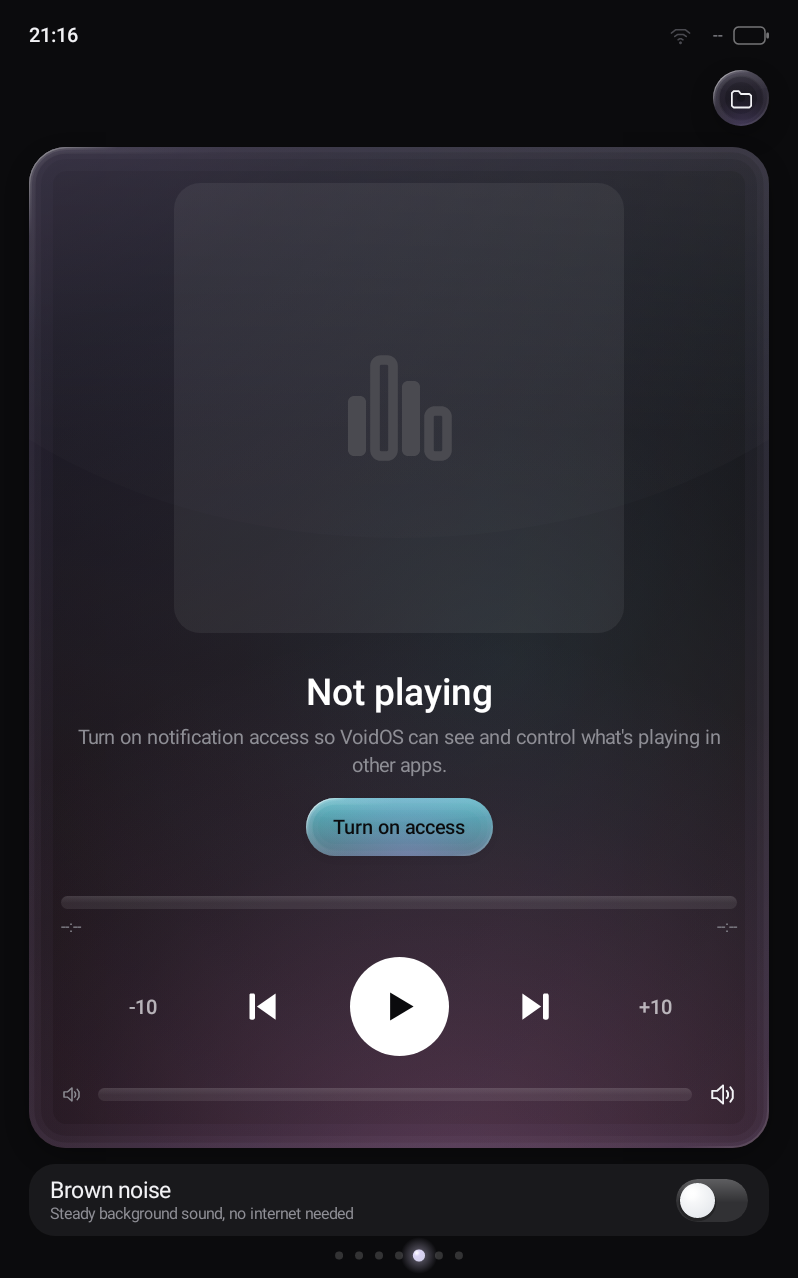 21:16
--
Not playing
Turn on notification access so VoidOS can see and control what's playing in
other apps.
Turn on access
--:--
--:--
-10
+10
Brown noise
Steady background sound, no internet needed